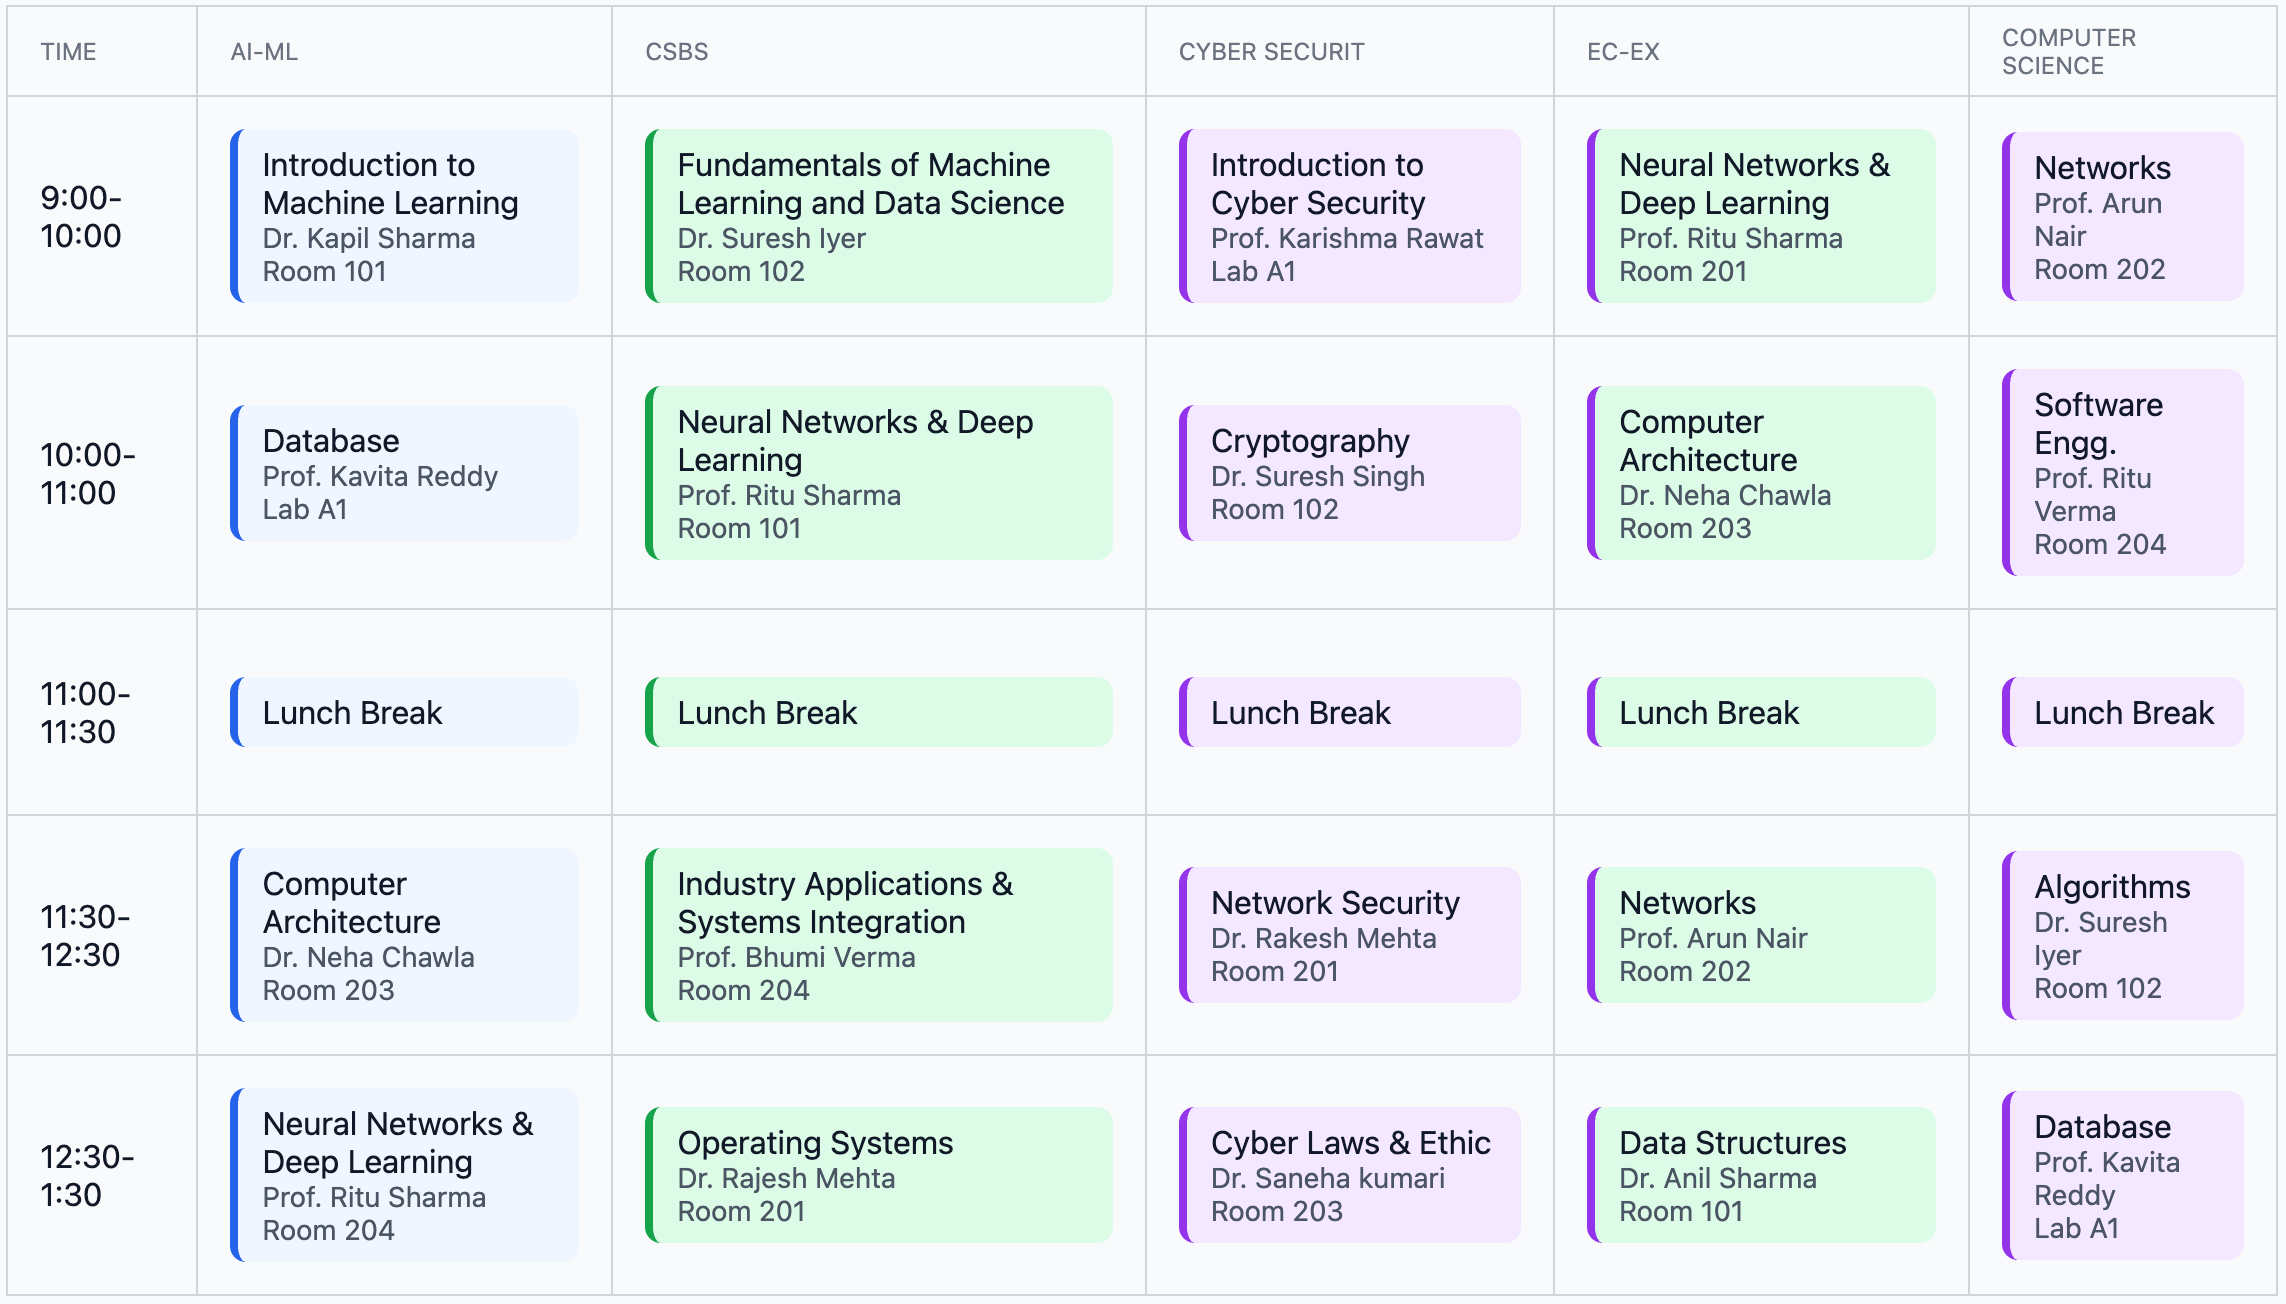 TIME
AI-ML
CSBS
CYBER SECURIT
EC-EX
COMPUTER
SCIENCE
9:00-
10:00
Introduction to
Machine Learning
Dr. Kapil Sharma
Room 101
Fundamentals of Machine
Learning and Data Science
Dr. Suresh Iyer
Room 102
Introduction to
Cyber Security
Prof. Karishma Rawat
Lab A1
Neural Networks &
Deep Learning
Prof. Ritu Sharma
Room 201
Networks
Prof. Arun
Nair
Room 202
10:00-
11:00
Database
Prof. Kavita Reddy
Lab A1
Neural Networks & Deep
Learning
Prof. Ritu Sharma
Room 101
Cryptography
Dr. Suresh Singh
Room 102
Computer
Architecture
Dr. Neha Chawla
Room 203
Software
Engg.
Prof. Ritu
Verma
Room 204
11:00-
11:30
Lunch Break
Lunch Break
Lunch Break
Lunch Break
Lunch Break
11:30-
12:30
Computer
Architecture
Dr. Neha Chawla
Room 203
Industry Applications &
Systems Integration
Prof. Bhumi Verma
Room 204
Network Security
Dr. Rakesh Mehta
Room 201
Networks
Prof. Arun Nair
Room 202
Algorithms
Dr. Suresh
Iyer
Room 102
12:30-
1:30
Neural Networks &
Deep Learning
Prof. Ritu Sharma
Room 204
Operating Systems
Dr. Rajesh Mehta
Room 201
Cyber Laws & Ethic
Dr. Saneha kumari
Room 203
Data Structures
Dr. Anil Sharma
Room 101
Database
Prof. Kavita
Reddy
Lab A1